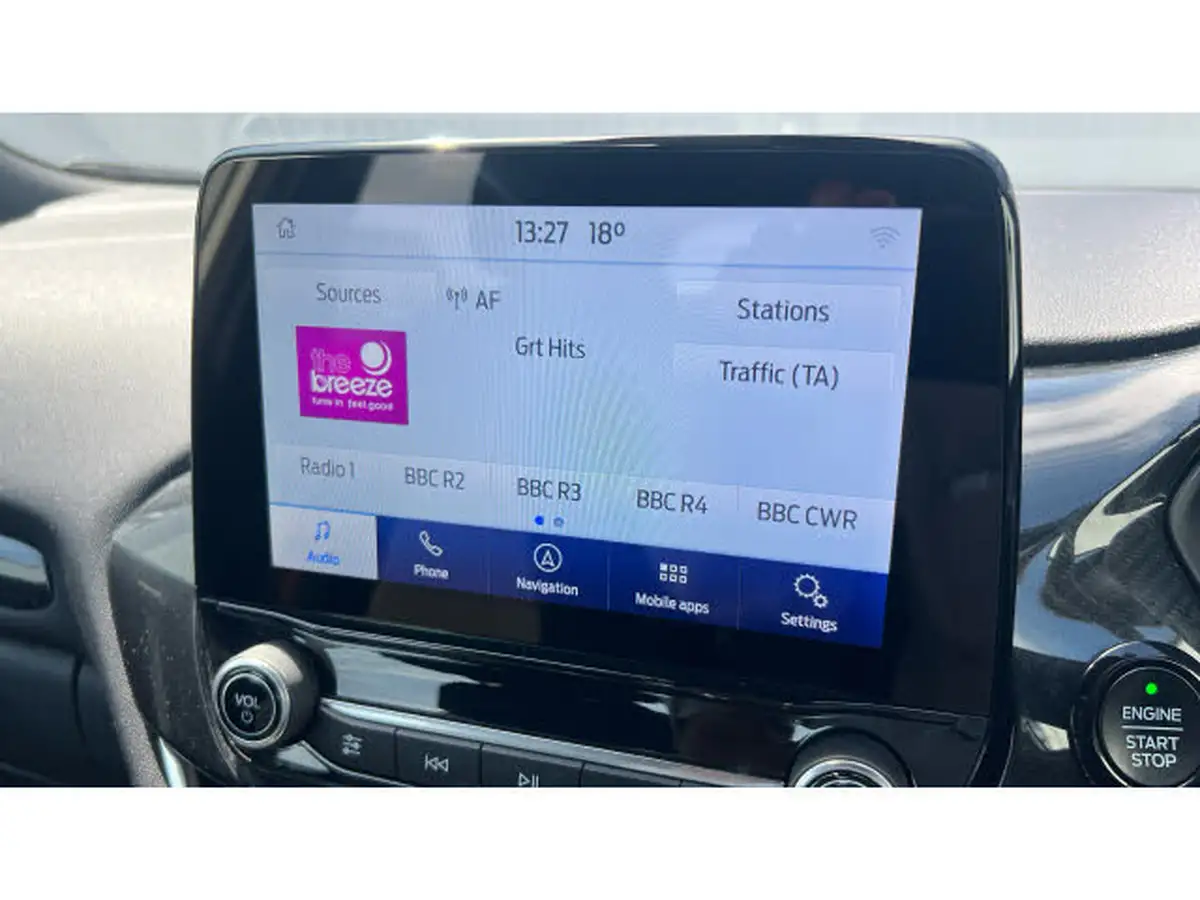 13:27 18º
Sources
AF
Stations
Grt Hits
Traffic (TA)
the
breeze
tune in feel good
Radio 1
BBC R2
BBC R3
BBC R4
BBC CWR
Audio
Phone
Navigation
Mobile apps
Settings
VOL
ENGINE
START
STOP